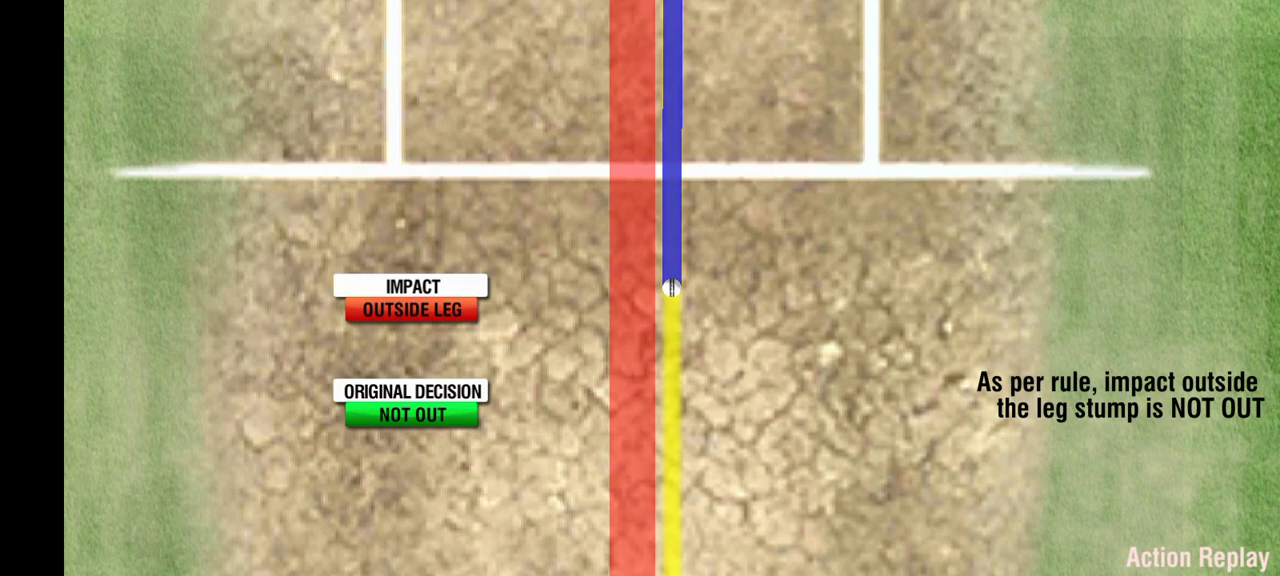 IMPACT
OUTSIDE LEG
ORIGINAL DECISION
NOT OUT
As per rule, impact outside
the leg stump is NOT OUT
Action Replay